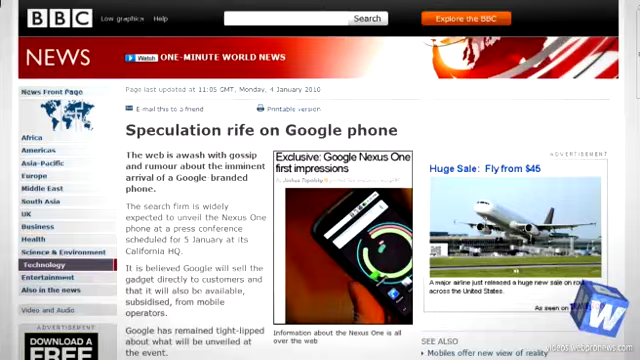 BBC
Low graphics
Help
Search
Explore the BBC
NEWS
Watch ONE-MINUTE WORLD NEWS
News Front Page
Africa
Americas
Asia-Pacific
Europe
Middle East
South Asia
UK
Business
Health
Science & Environment
Technology
Entertainment
Also in the news
Video and Audio
ADVERTISEMENT
DOWNLOAD A
FREE
Page last updated at 11:05 GMT, Monday, 4 January 2010
E-mail this to a friend
Printable version
Speculation rife on Google phone
The web is awash with gossip
and rumour about the imminent
arrival of a Google-branded
phone.
The search firm is widely
expected to unveil the Nexus One
phone at a press conference
scheduled for 5 January at its
California HQ.
It is believed Google will sell the
gadget directly to customers and
that it will also be available,
subsidised, from mobile
operators.
Google has remained tight-lipped
about what will be unveiled at
the event.
Exclusive: Google Nexus One
first impressions
By Joshua Topolsky
Information about the Nexus One is all
over the web
ADVERTISEMENT
Huge Sale: Fly from $45
A major airline just released a huge new sale on
across the United States.
As seen on
SEE ALSO
Mobiles offer new view of reality
W
videos.webpronews.com